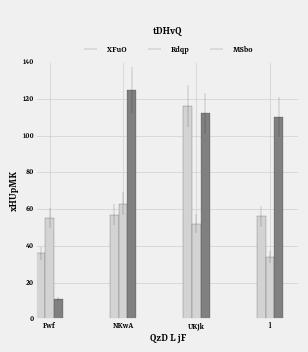 tDHvQ
XFuO Rdqp MSbo
140
120
100
80
60
40
20
0
xHUpMK
Pwf NKwA UKjk l
QzD L jF